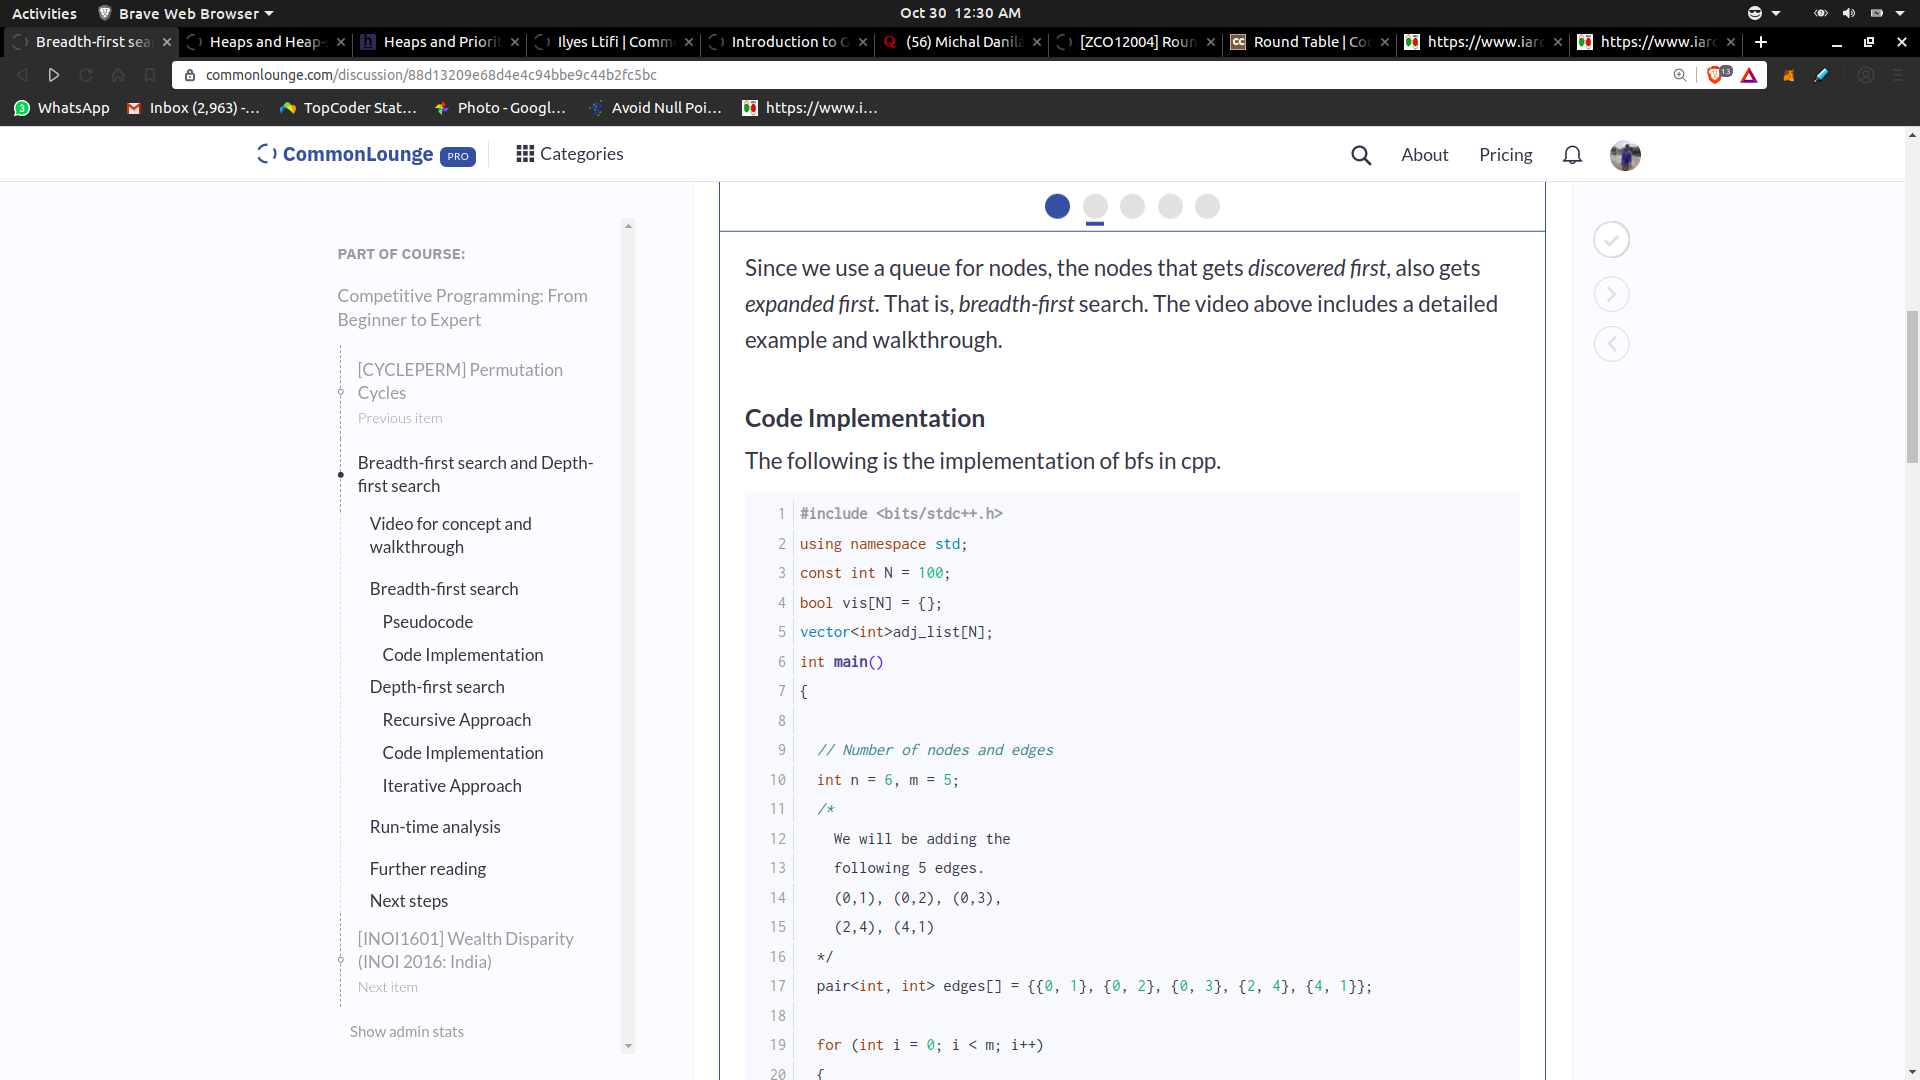 Activities
Brave Web Browser
Oct 30 12:30 AM
Breadth-first sea
Heaps and Heap-
Heaps and Priori
Ilyes Ltifi | Comm
Introduction to G
(56) Michal Danilá
[ZCO12004] Roun
Round Table | Co
https://www.iarc
https://www.iarc
commonlounge.com/discussion/88d13209e68d4e4c94bbe9c44b2fc5bc
13
WhatsApp
Inbox (2,963) -...
TopCoder Stat...
Photo - Googl...
Avoid Null Poi...
https://www.i...
CommonLounge PRO
Categories
About
Pricing
PART OF COURSE:
Competitive Programming: From
Beginner to Expert
[CYCLEPERM] Permutation
Cycles
Previous item
Breadth-first search and Depth-
first search
Video for concept and
walkthrough
Breadth-first search
Pseudocode
Code Implementation
Depth-first search
Recursive Approach
Code Implementation
Iterative Approach
Run-time analysis
Further reading
Next steps
[INOI1601] Wealth Disparity
(INOI 2016: India)
Next item
Show admin stats
Since we use a queue for nodes, the nodes that gets discovered first, also gets
expanded first. That is, breadth-first search. The video above includes a detailed
example and walkthrough.
Code Implementation
The following is the implementation of bfs in cpp.
1 #include <bits/stdc++.h>
2 using namespace std;
3 const int N = 100;
4 bool vis[N] = {};
5 vector<int>adj_list[N];
6 int main()
7 {
8
9 // Number of nodes and edges
10 int n = 6, m = 5;
11 /*
12 We will be adding the
13 following 5 edges.
14 (0,1), (0,2), (0,3),
15 (2,4), (4,1)
16 */
17 pair<int, int> edges[] = {{0, 1}, {0, 2}, {0, 3}, {2, 4}, {4, 1}};
18
19 for (int i = 0; i < m; i++)
20 {